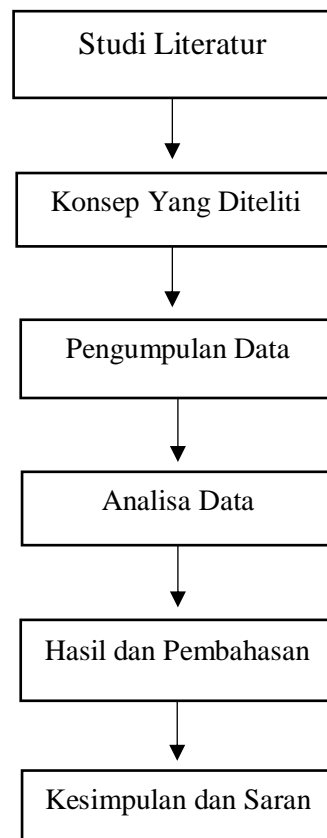 Studi Literatur
Konsep Yang Diteliti
Pengumpulan Data
Analisa Data
Hasil dan Pembahasan
Kesimpulan dan Saran